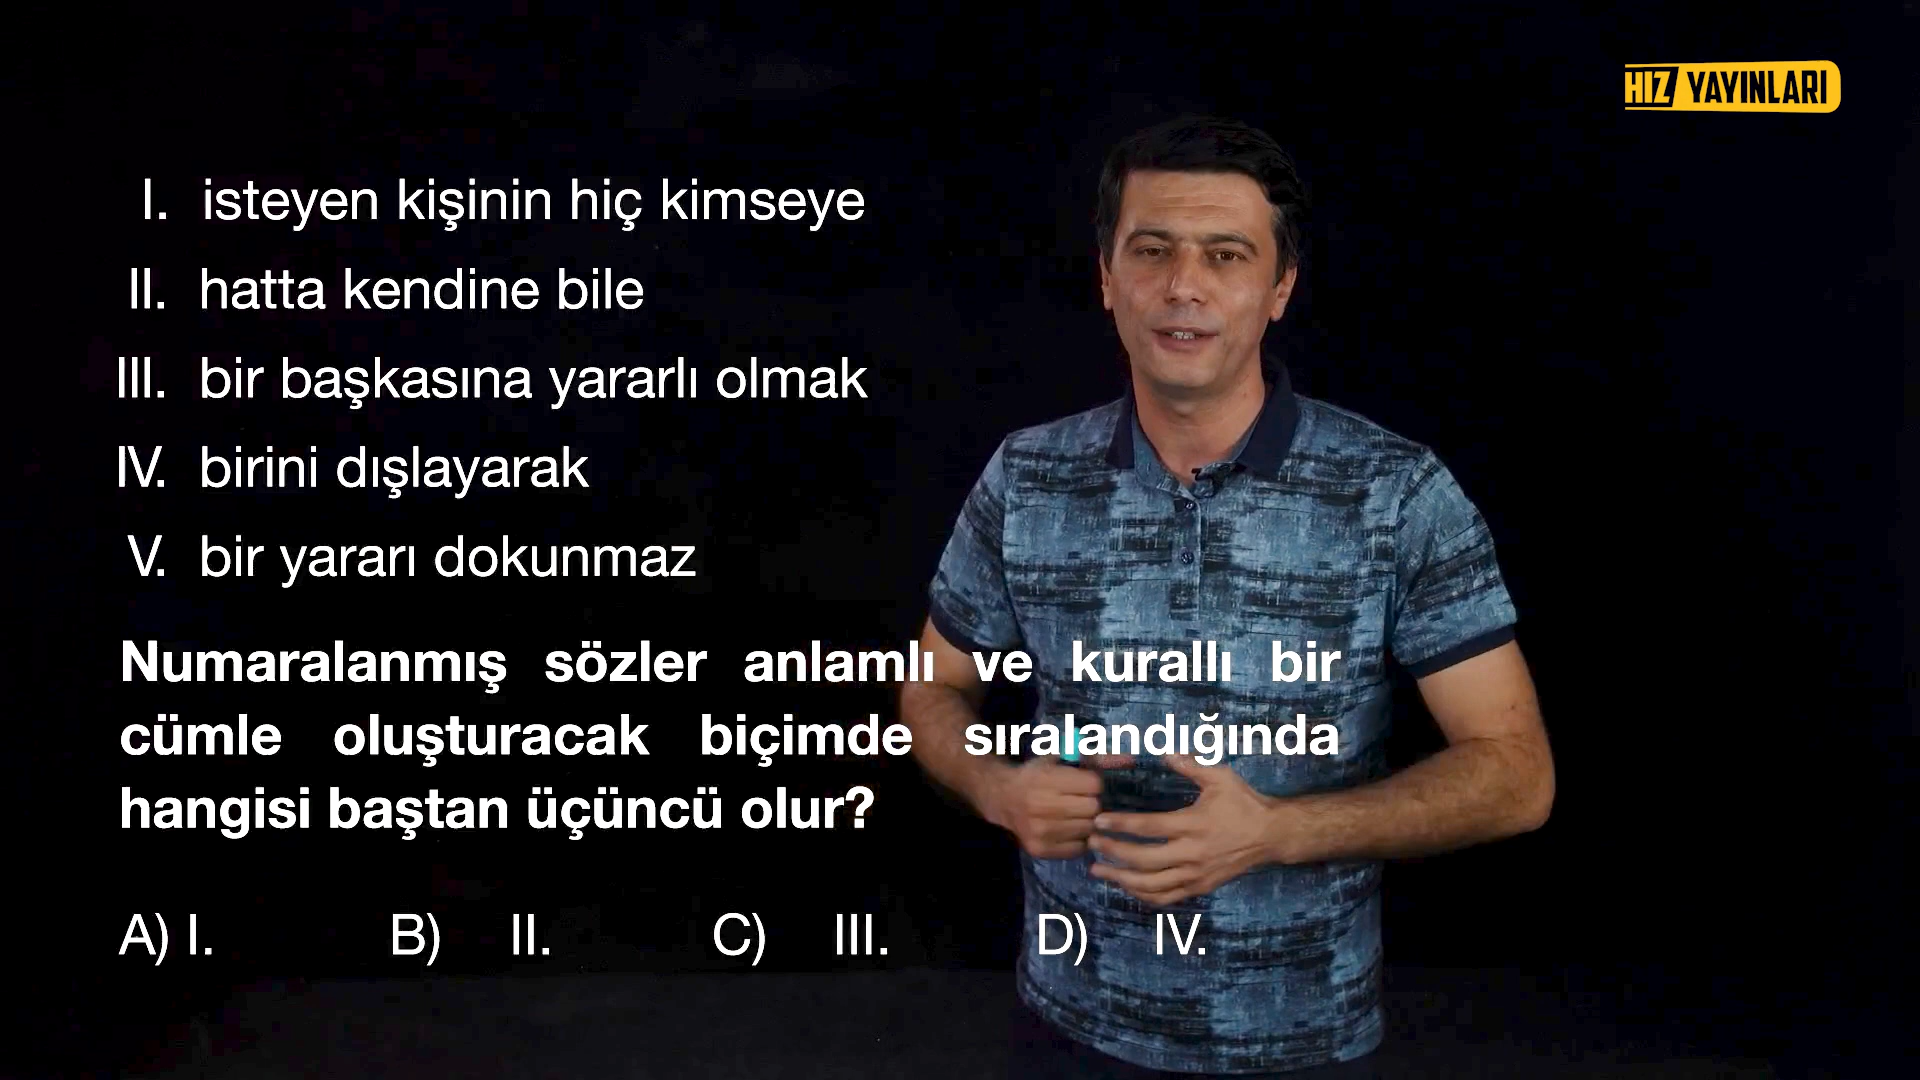 HIZ YAYINLARI
I. isteyen kişinin hiç kimseye
II. hatta kendine bile
III. bir başkasına yararlı olmak
IV. birini dışlayarak
V. bir yararı dokunmaz
Numaralanmış sözler anlamlı ve kurallı bir
cümle oluşturacak biçimde sıralandığında
hangisi baştan üçüncü olur?
A) I. B) II. C) III. D) IV.